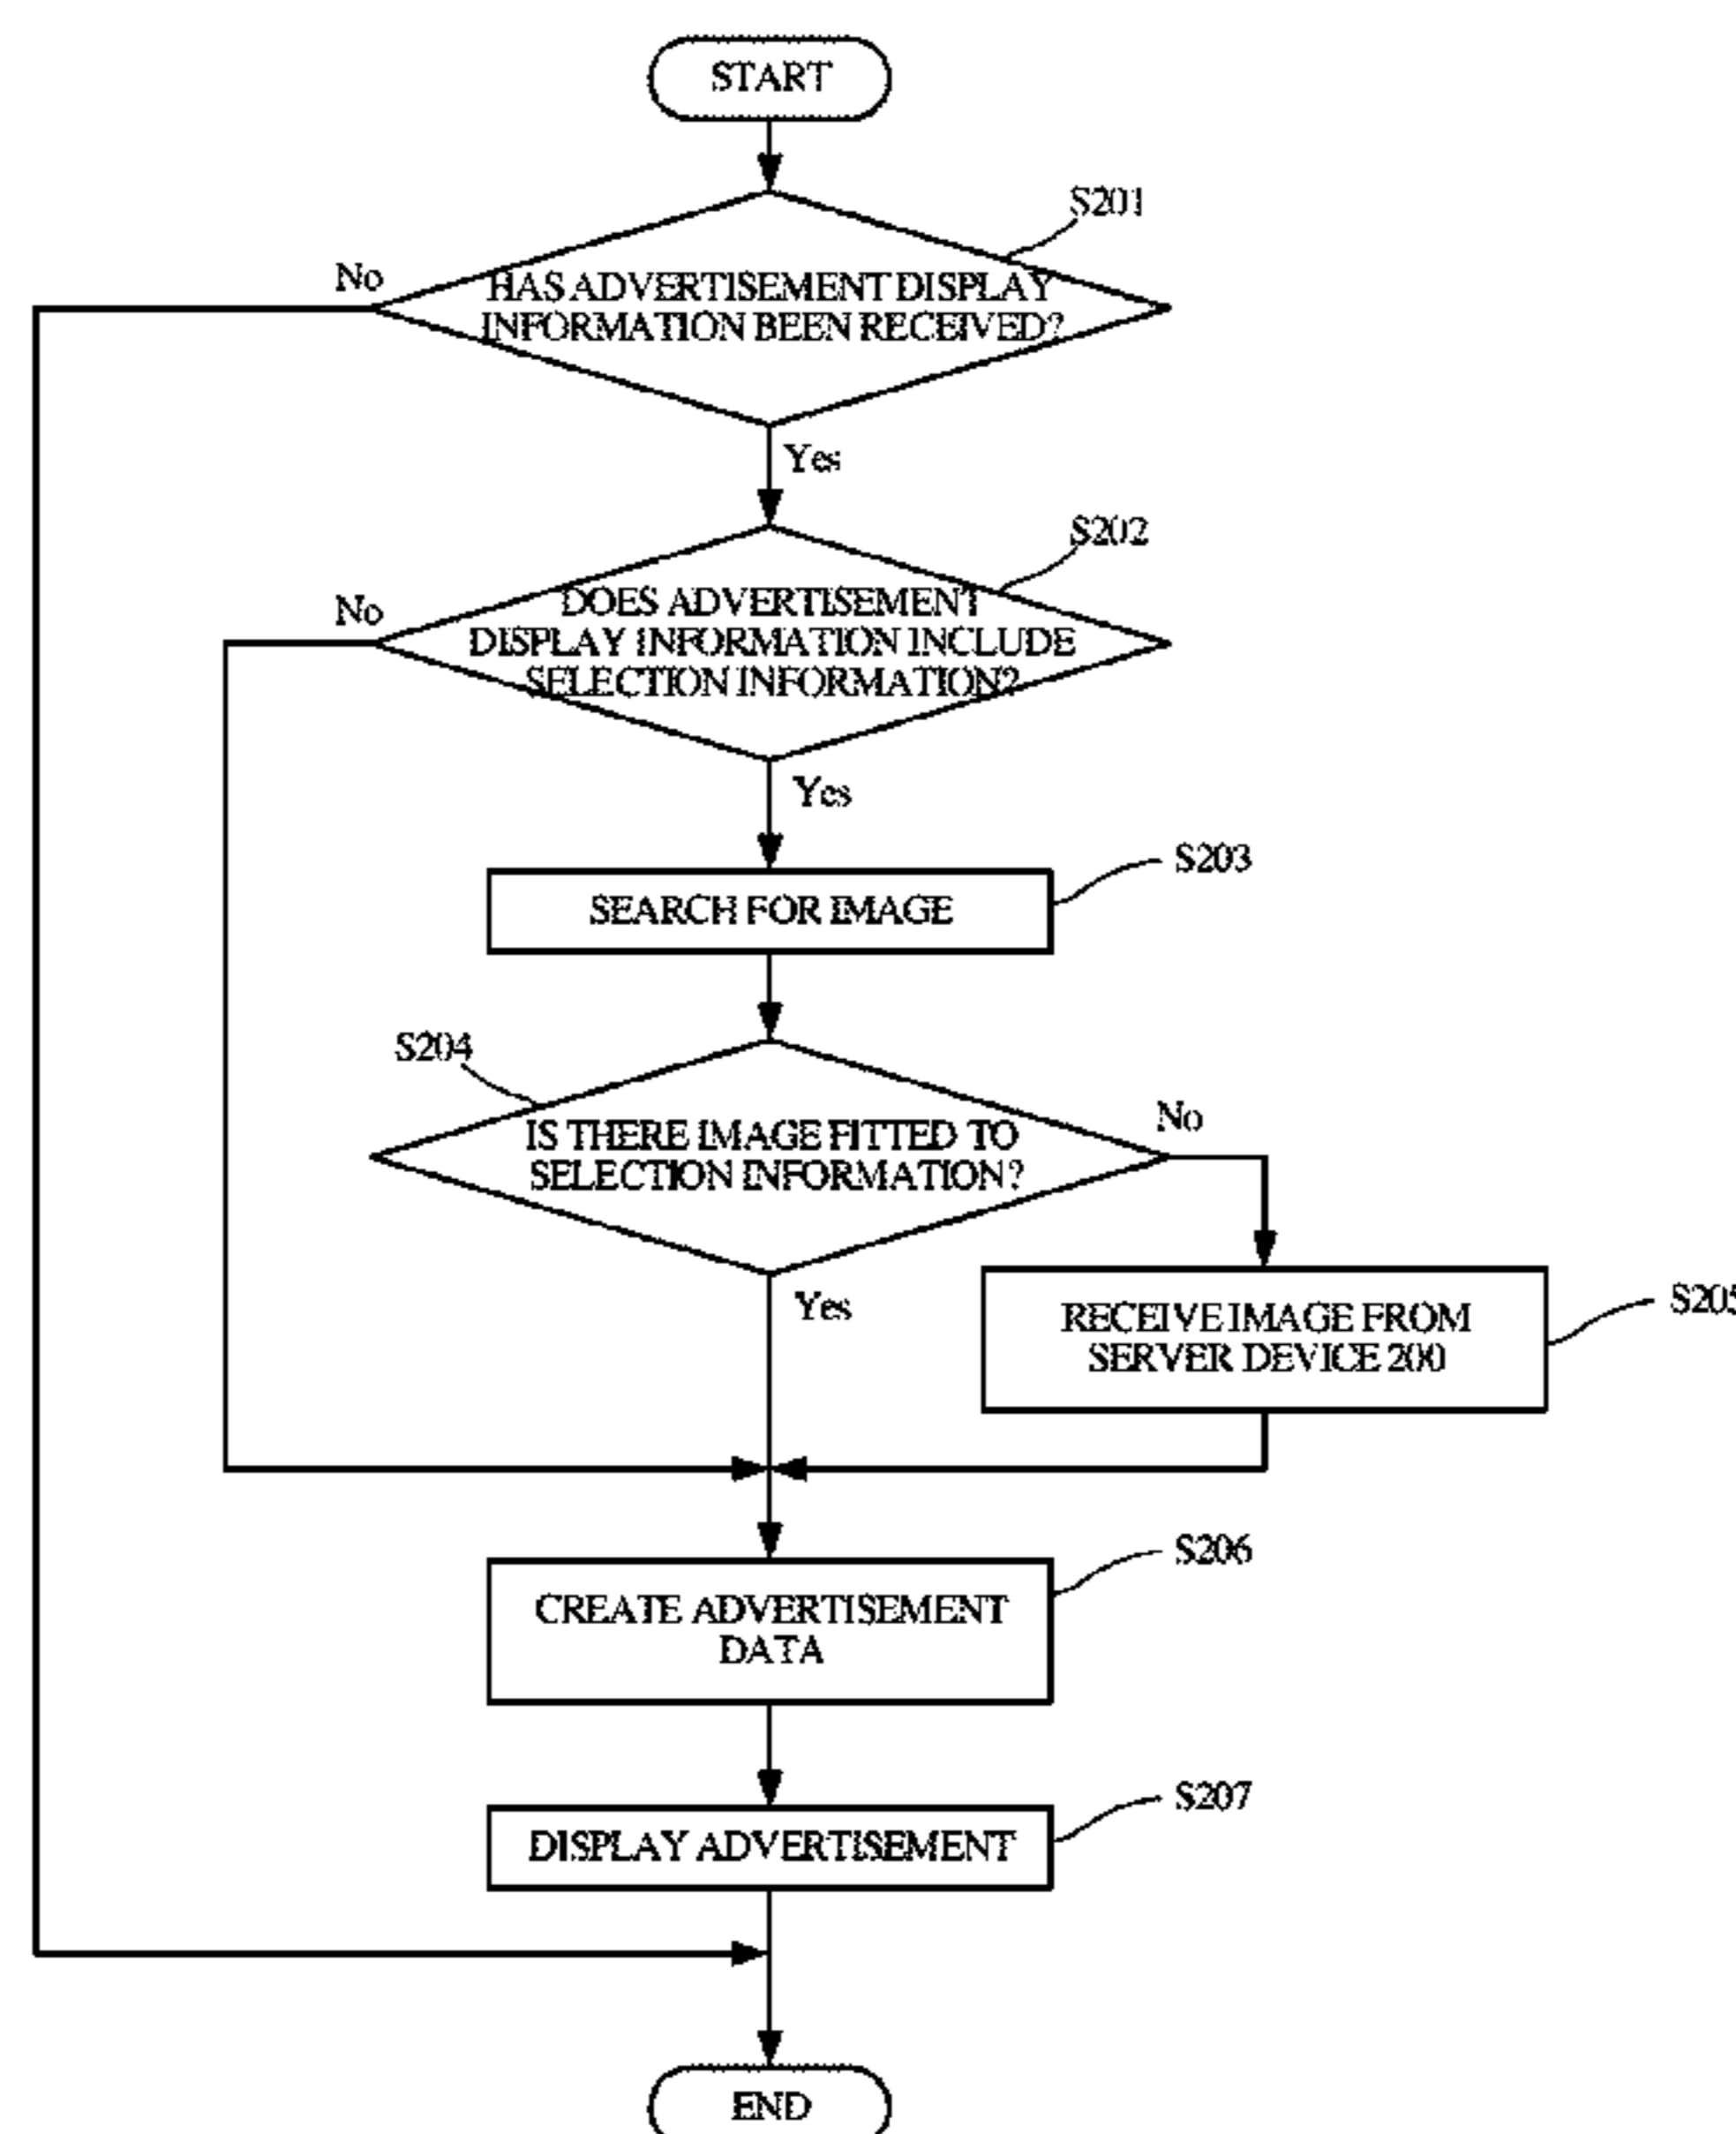 START
S201
No
HAS ADVERTISEMENT DISPLAY
INFORMATION BEEN RECEIVED?
Yes
S202
No
DOES ADVERTISEMENT
DISPLAY INFORMATION INCLUDE
SELECTION INFORMATION?
Yes
S203
SEARCH FOR IMAGE
S204
No
IS THERE IMAGE FITTED TO
SELECTION INFORMATION?
Yes
S205
RECEIVE IMAGE FROM
SERVER DEVICE 200
S206
CREATE ADVERTISEMENT
DATA
S207
DISPLAY ADVERTISEMENT
END